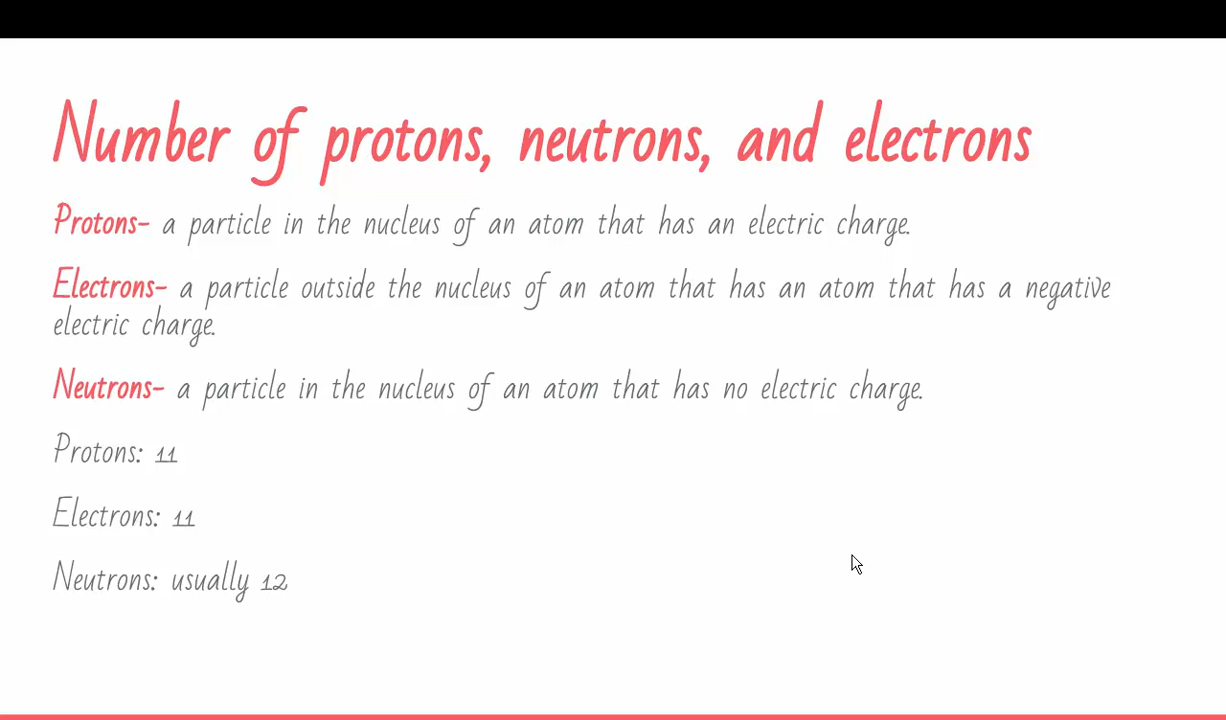 Number of protons, neutrons, and electrons
Protons- a particle in the nucleus of an atom that has an electric charge.
Electrons- a particle outside the nucleus of an atom that has an atom that has a negative
electric charge.
Neutrons- a particle in the nucleus of an atom that has no electric charge.
Protons: 11
Electrons: 11
Neutrons: usually 12